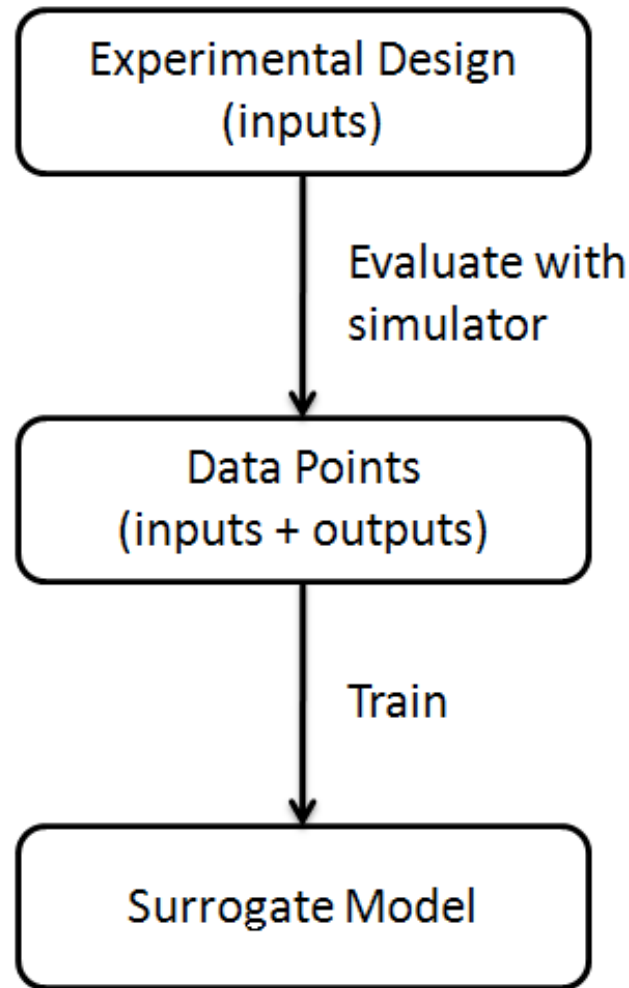 Experimental Design
(inputs)
Evaluate with
simulator
Data Points
(inputs + outputs)
Train
Surrogate Model